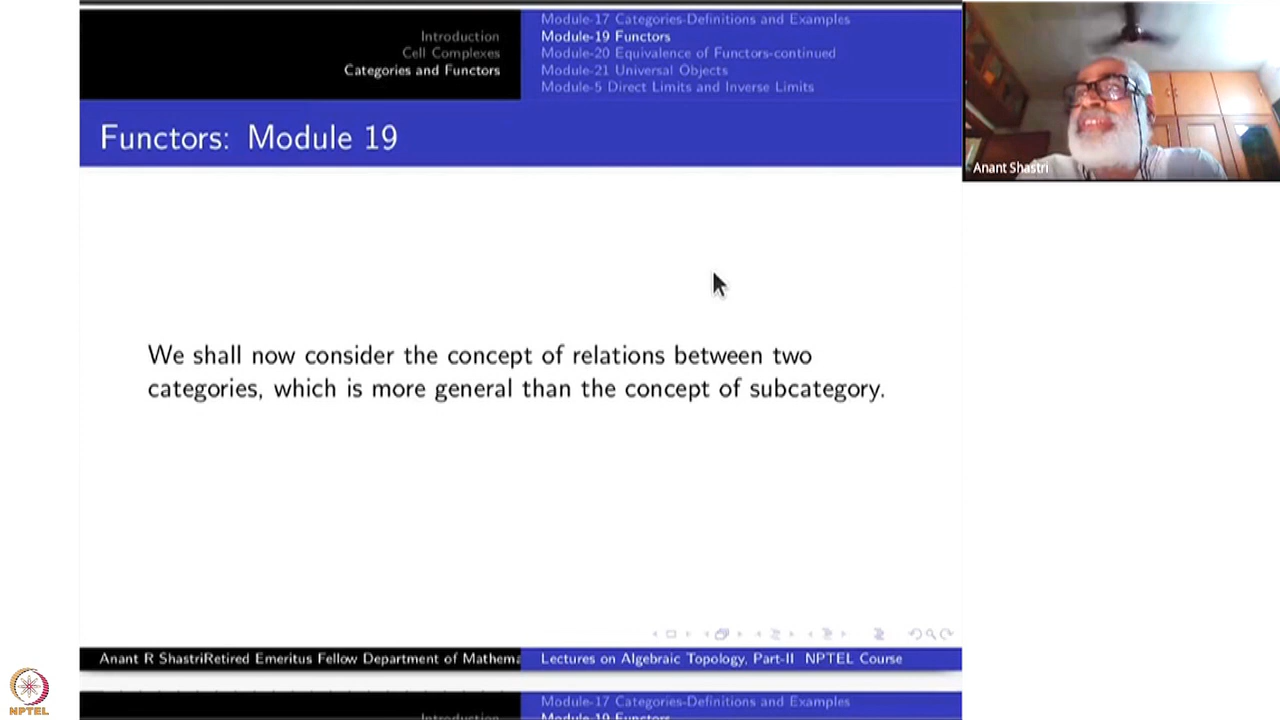 Introduction
Cell Complexes
Categories and Functors
Module-17 Categories-Definitions and Examples
Module-19 Functors
Module-20 Equivalence of Functors-continued
Module-21 Universal Objects
Module-5 Direct Limits and Inverse Limits
Functors: Module 19
Anant Shastri
We shall now consider the concept of relations between two
categories, which is more general than the concept of subcategory.
Anant R ShastriRetired Emeritus Fellow Department of Mathema
Lectures on Algebraic Topology, Part-II NPTEL Course
NPTEL
Module-17 Categories-Definitions and Examples
Introduction
Module-19 Functors